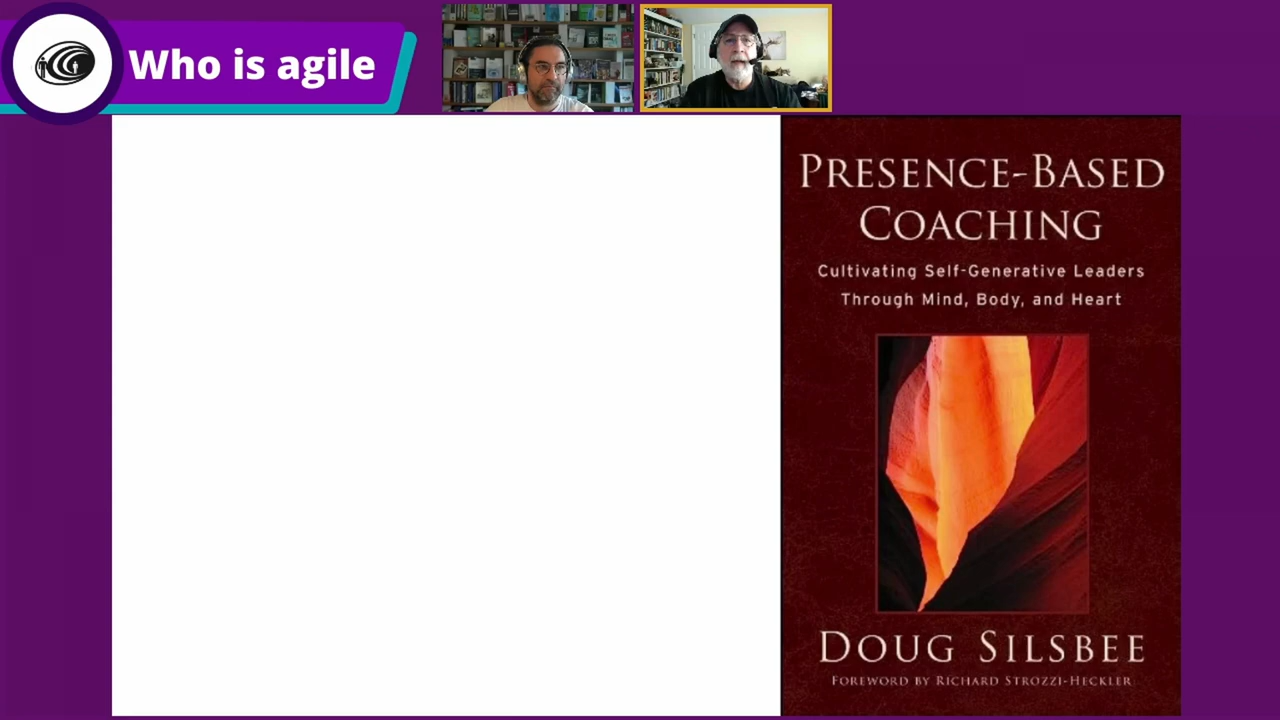 Who is agile
PRESENCE-BASED
COACHING
Cultivating Self-Generative Leaders
Through Mind, Body, and Heart
DOUG SILSBEE
FOREWORD BY RICHARD STROZZI-HECKLER